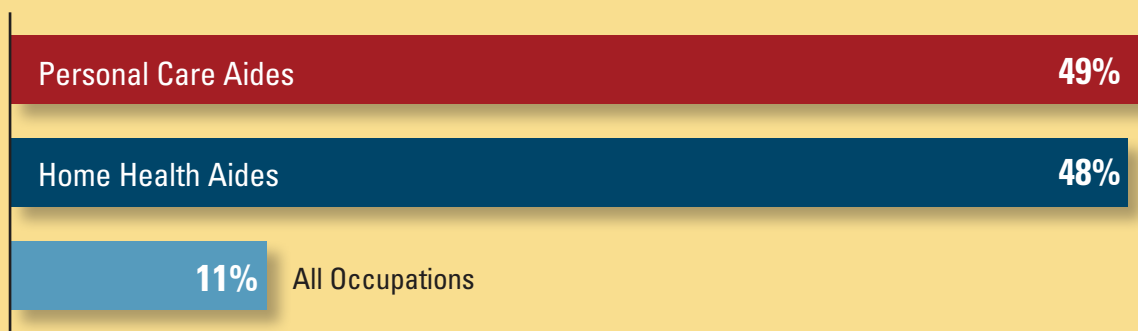 Personal Care Aides 49%
Home Health Aides 48%
11% All Occupations